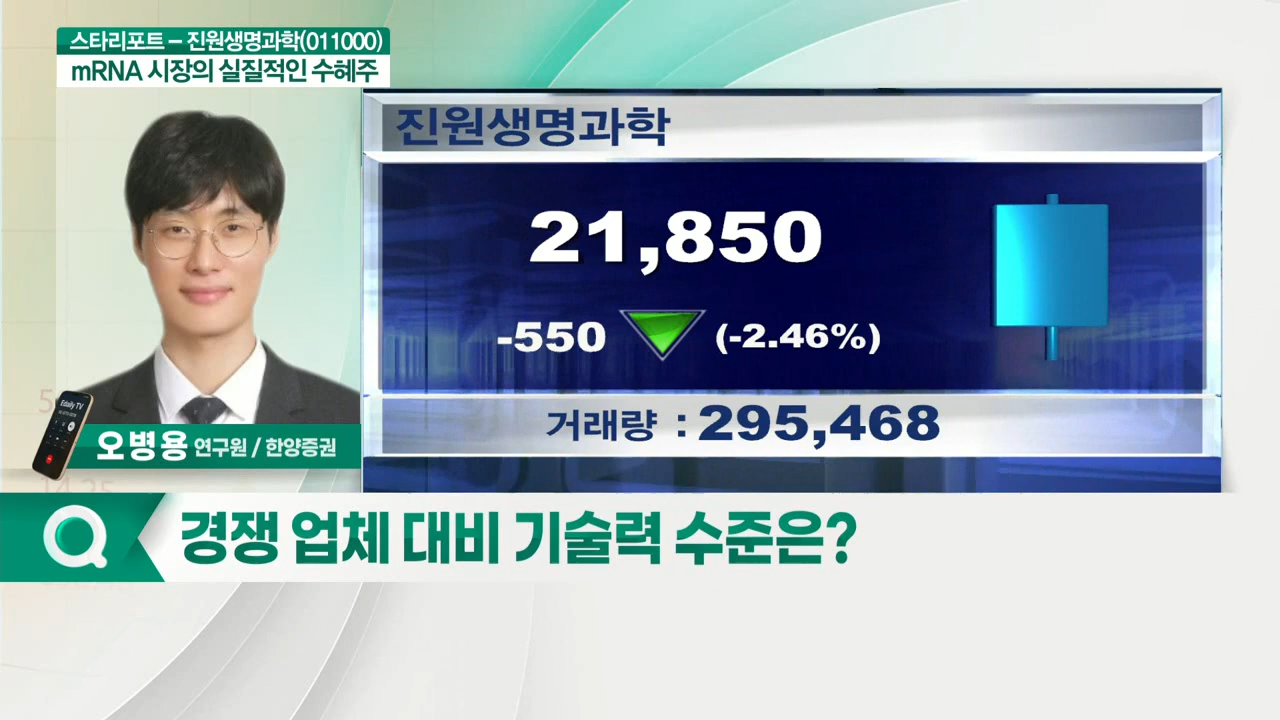 스타리포트 – 진원생명과학(011000)
mRNA 시장의 실질적인 수혜주
진원생명과학
21,850
-550 (-2.46%)
거래량 : 295,468
Edaily TV
오병용 연구원 / 한양증권
Q 경쟁 업체 대비 기술력 수준은?